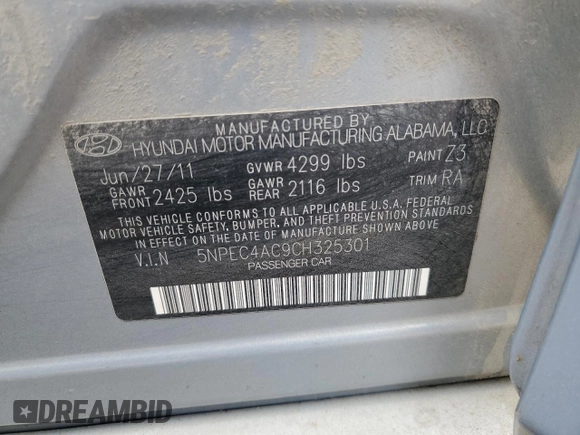 MANUFACTURED BY
HYUNDAI MOTOR MANUFACTURING ALABAMA, LLC
Jun/27/11 GVWR 4299 lbs PAINT Z3
GAWR FRONT 2425 lbs GAWR REAR 2116 lbs TRIM RA
THIS VEHICLE CONFORMS TO ALL APPLICABLE U.S.A. FEDERAL
MOTOR VEHICLE SAFETY, BUMPER, AND THEFT PREVENTION STANDARDS
IN EFFECT ON THE DATE OF MANUFACTURE SHOWN ABOVE
V.I.N 5NPEC4AC9CH325301
PASSENGER CAR
DREAMBID